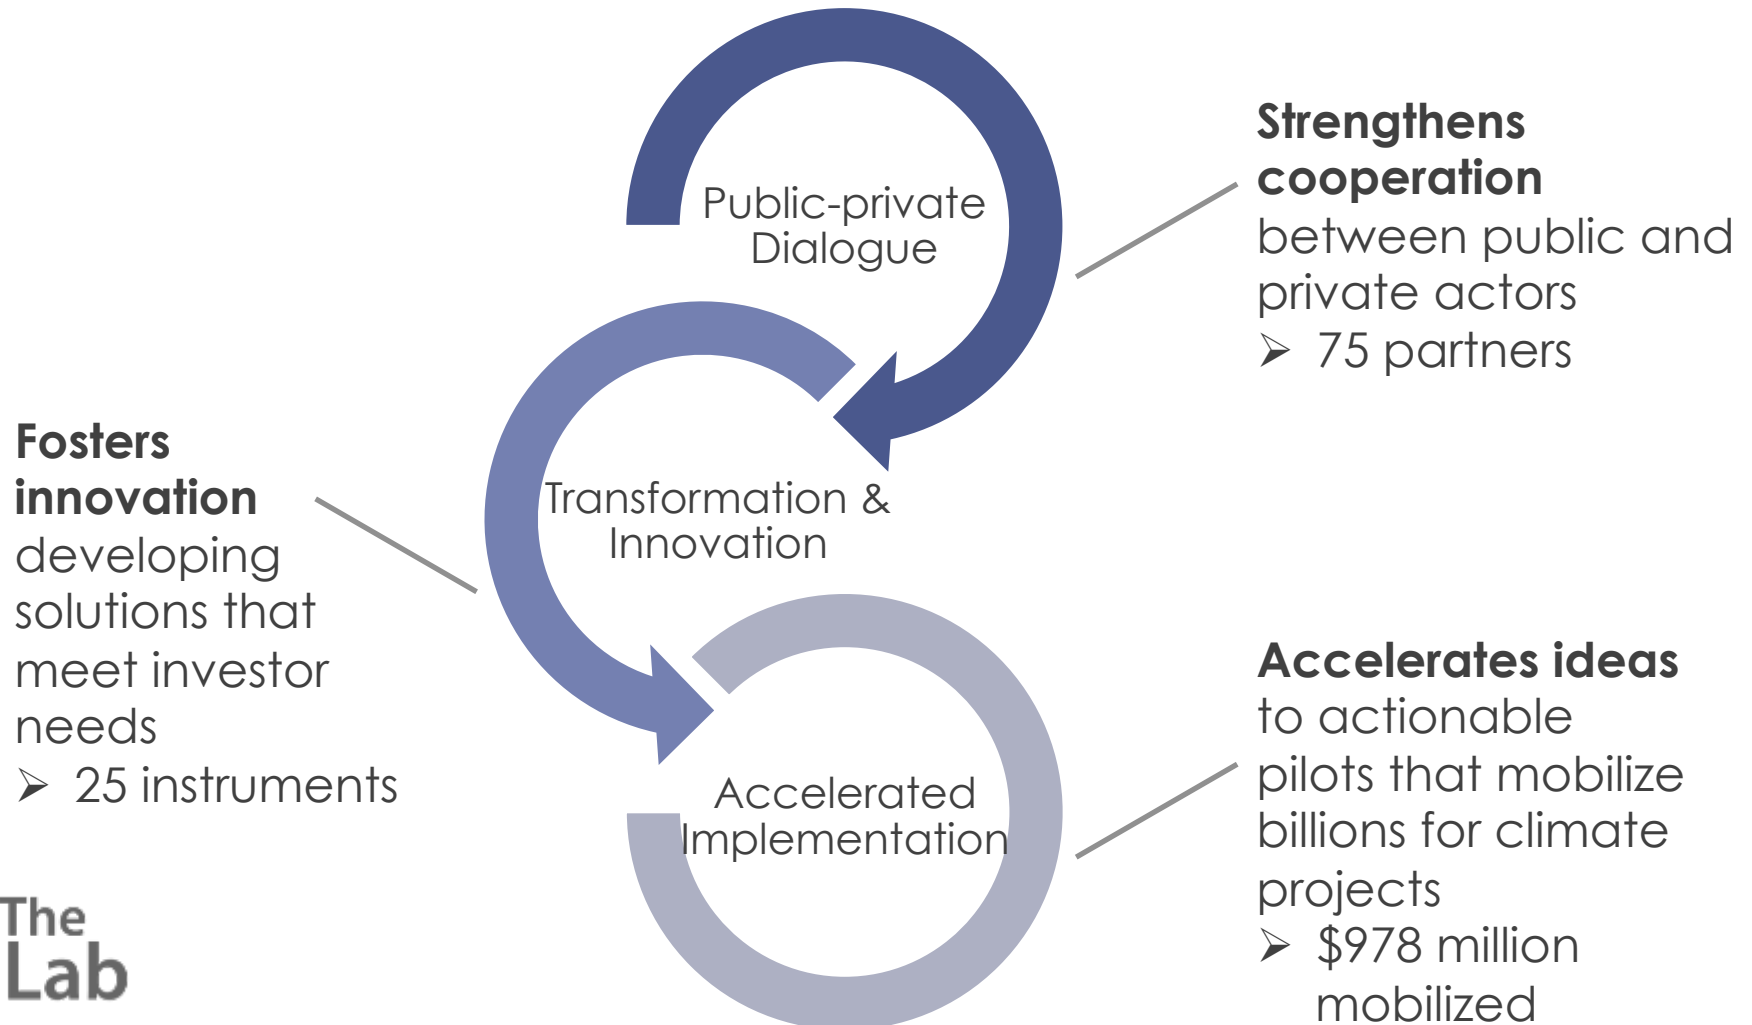 Public-private
Dialogue
Strengthens
cooperation
between public and
private actors
➢ 75 partners
Fosters
innovation
developing
solutions that
meet investor
needs
➢ 25 instruments
Transformation &
Innovation
Accelerated
Implementation
Accelerates ideas
to actionable
pilots that mobilize
billions for climate
projects
➢ $978 million
mobilized
The
Lab